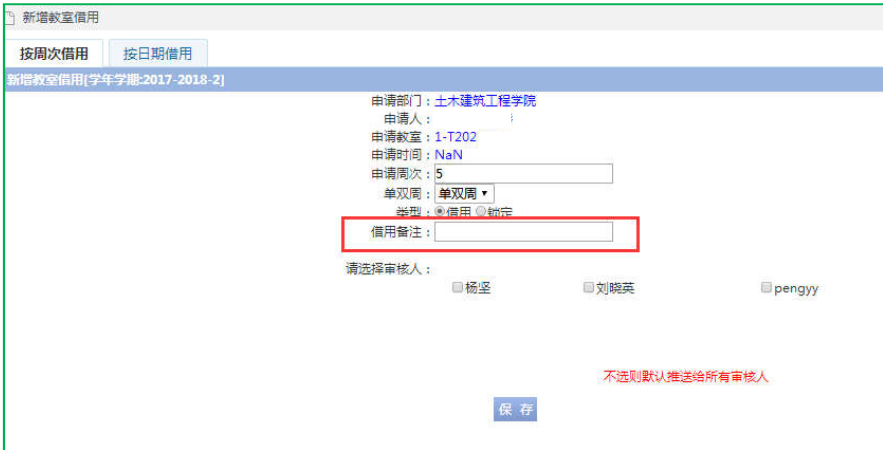 新增教室借用
按周次借用 按日期借用
新增教室借用[学年学期:2017-2018-2]
申请部门：土木建筑工程学院
申请人：
申请教室：1-T202
申请时间：NaN
申请周次：5
单双周：单双周
类型：借用 锁定
借用备注：
请选择审核人：
杨坚 刘晓英 pengyy
不选则默认推送给所有审核人
保 存